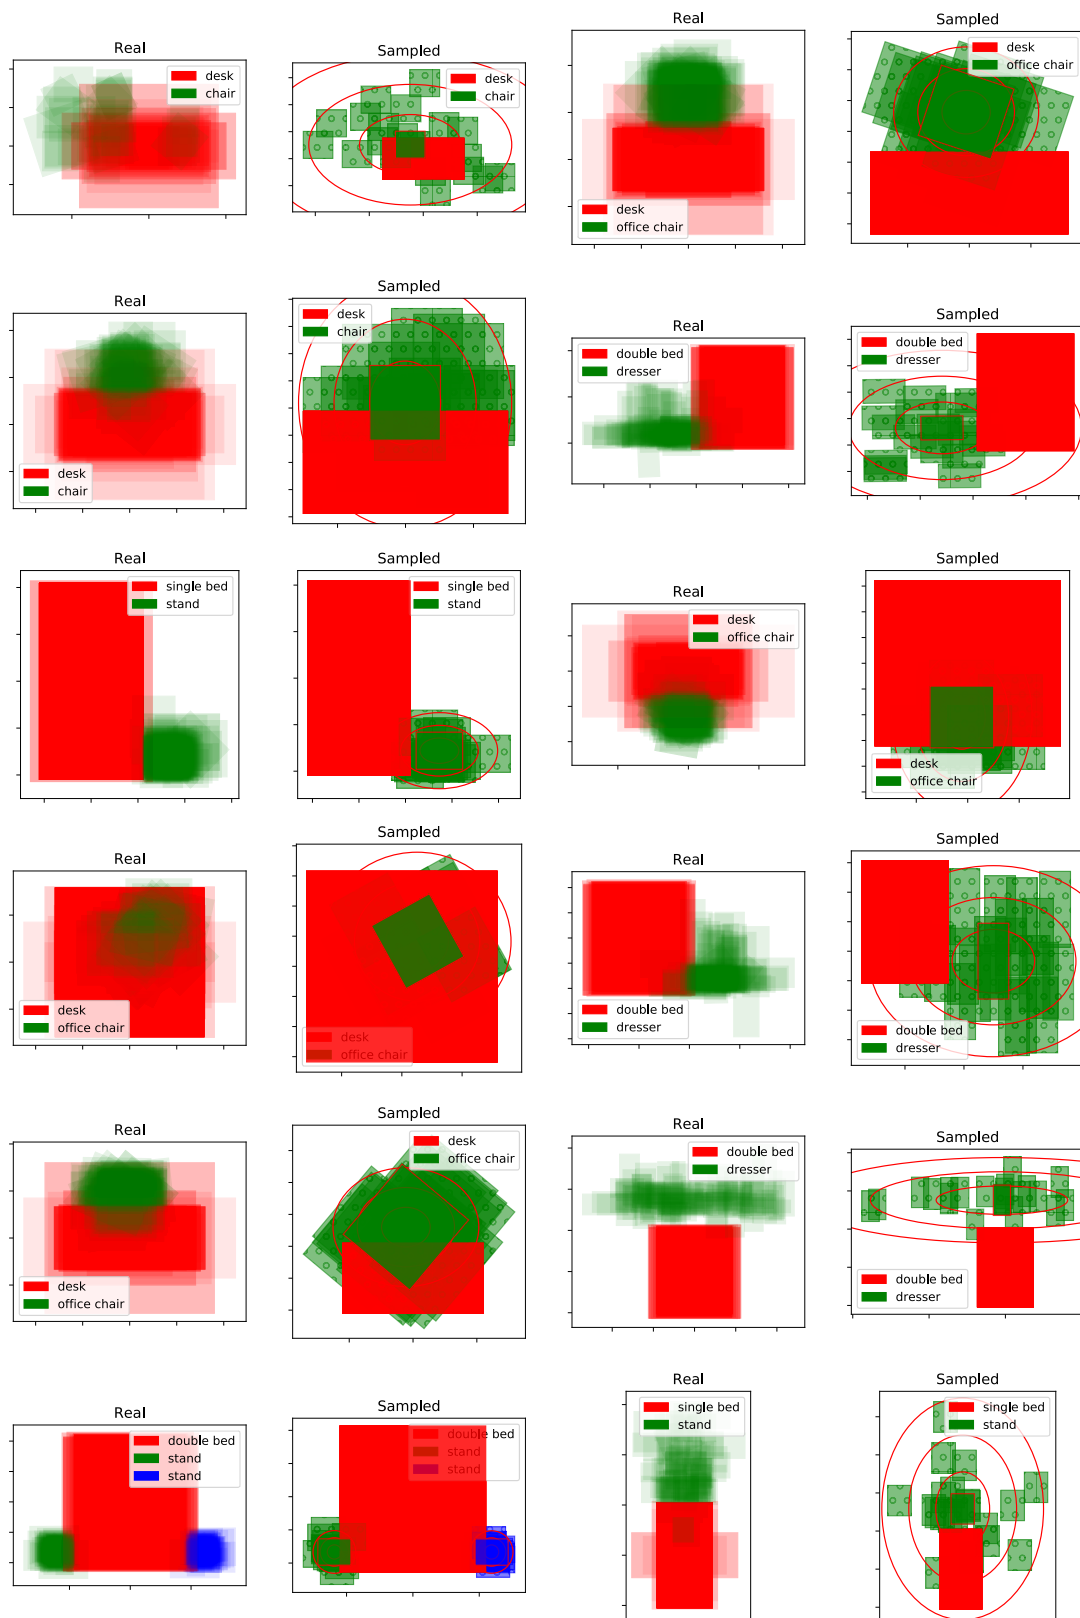 Real
desk
chair
Sampled
desk
chair
Real
desk
office chair
Sampled
desk
office chair
Real
desk
chair
Sampled
desk
chair
Real
double bed
dresser
Sampled
double bed
dresser
Real
single bed
stand
Sampled
single bed
stand
Real
desk
office chair
Sampled
desk
office chair
Real
desk
office chair
Sampled
desk
office chair
Real
double bed
dresser
Sampled
double bed
dresser
Real
desk
office chair
Sampled
desk
office chair
Real
double bed
dresser
Sampled
double bed
dresser
Real
double bed
stand
stand
Sampled
double bed
stand
stand
Real
single bed
stand
Sampled
single bed
stand